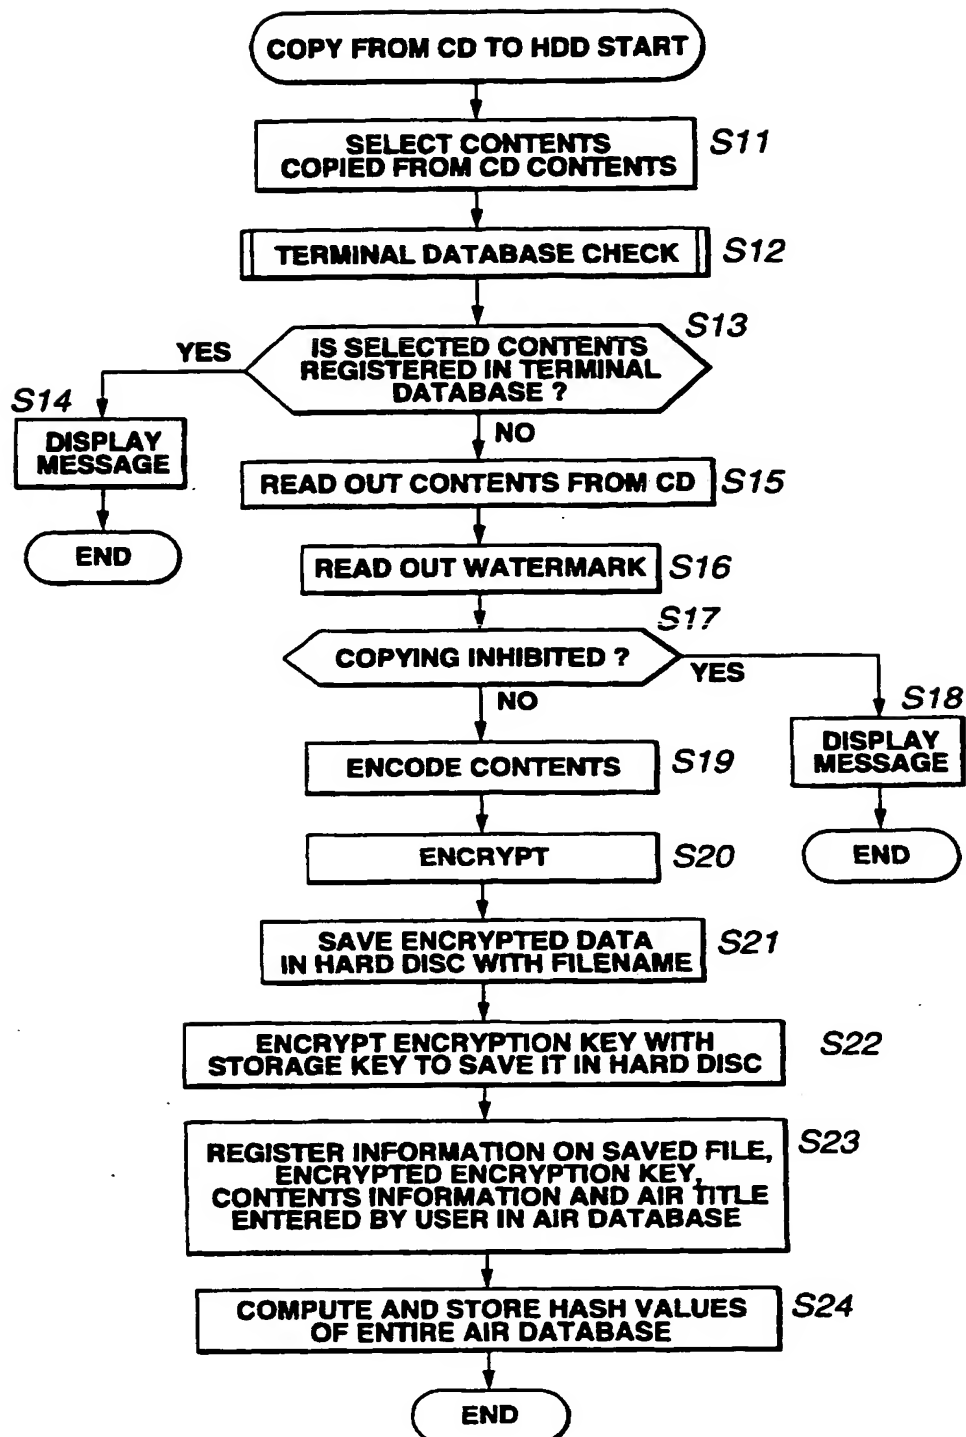 COPY FROM CD TO HDD START
SELECT CONTENTS
COPIED FROM CD CONTENTS
S11
TERMINAL DATABASE CHECK
S12
S13
IS SELECTED CONTENTS
REGISTERED IN TERMINAL
DATABASE ?
YES
S14
DISPLAY
MESSAGE
END
NO
READ OUT CONTENTS FROM CD
S15
READ OUT WATERMARK
S16
S17
COPYING INHIBITED ?
YES
S18
DISPLAY
MESSAGE
END
NO
ENCODE CONTENTS
S19
ENCRYPT
S20
SAVE ENCRYPTED DATA
IN HARD DISC WITH FILENAME
S21
ENCRYPT ENCRYPTION KEY WITH
STORAGE KEY TO SAVE IT IN HARD DISC
S22
REGISTER INFORMATION ON SAVED FILE,
ENCRYPTED ENCRYPTION KEY,
CONTENTS INFORMATION AND AIR TITLE
ENTERED BY USER IN AIR DATABASE
S23
COMPUTE AND STORE HASH VALUES
OF ENTIRE AIR DATABASE
S24
END